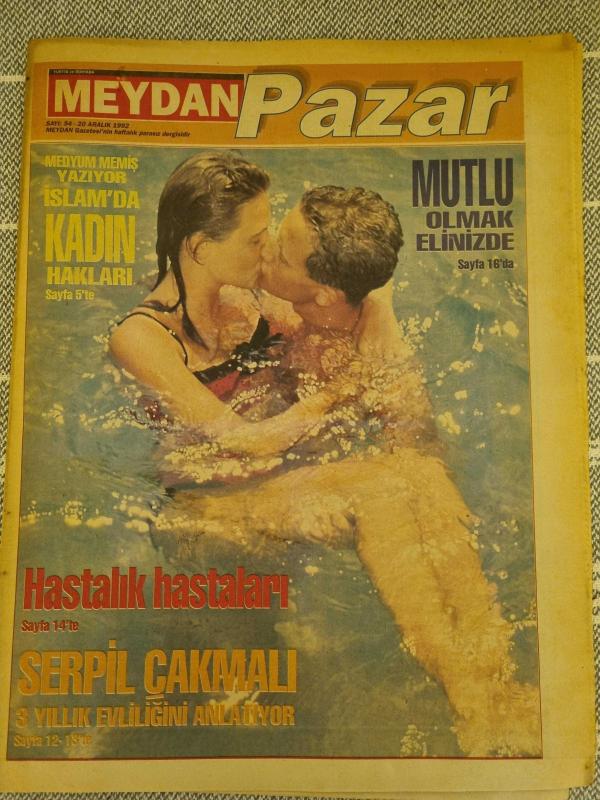 MEYDAN Pazar
SAYI: 34 - 20 ARALIK 1992
MEYDAN Gazetesi'nin haftalık parasız dergisidir
MEDYUM MEMİŞ
YAZIYOR
İSLAM'DA
KADIN
HAKLARI
Sayfa 5'te
MUTLU
OLMAK
ELİNİZDE
Sayfa 16'da
Hastalık hastaları
Sayfa 14'te
SERPİL ÇAKMALI
3 YILLIK EVLİLİĞİNİ ANLATIYOR